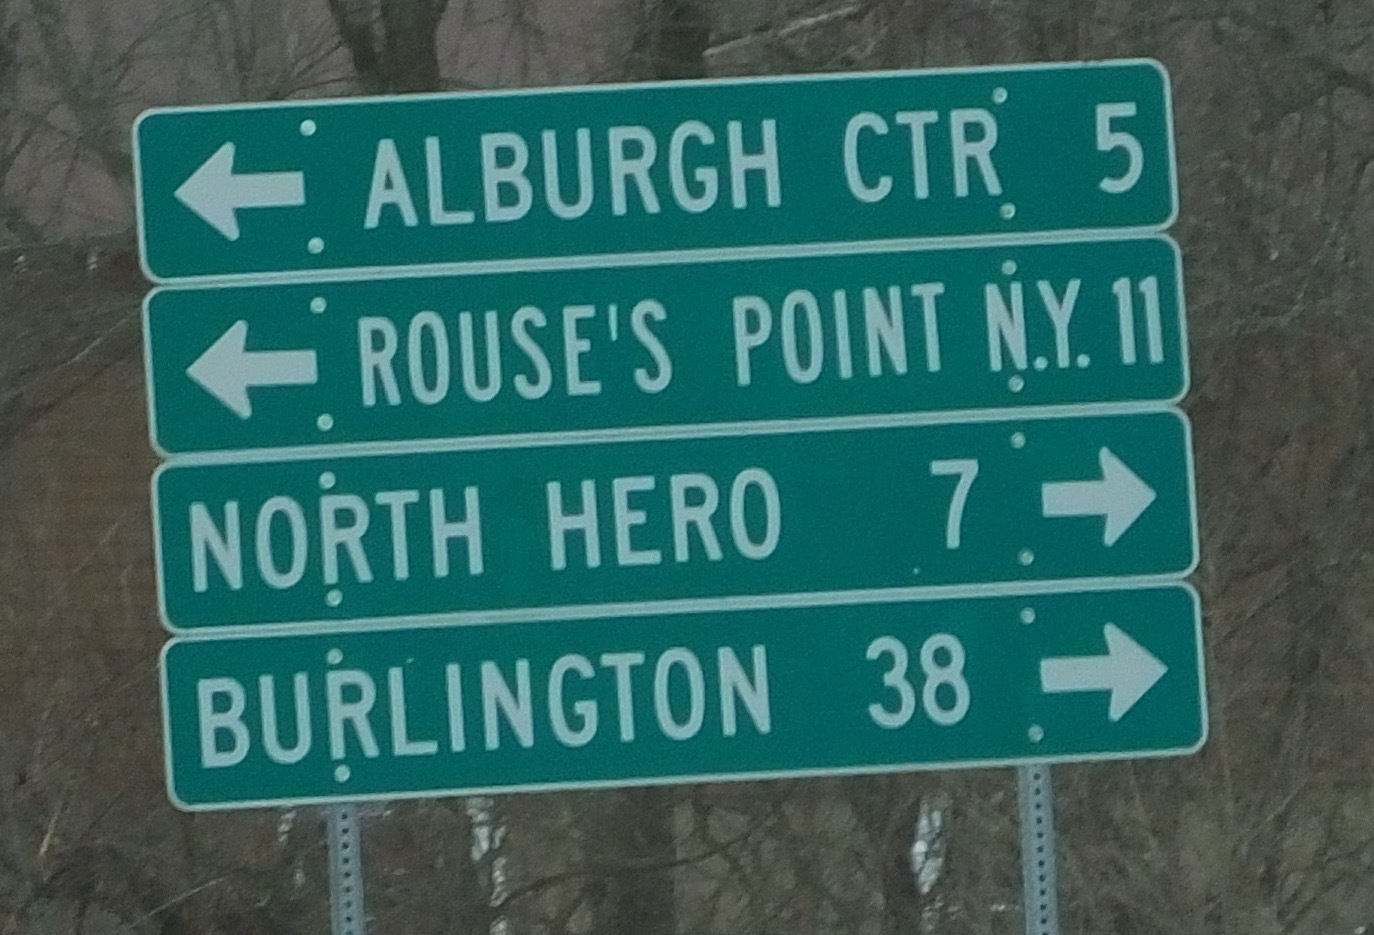 ALBURGH CTR 5
ROUSE'S POINT N.Y. 11
NORTH HERO 7
BURLINGTON 38